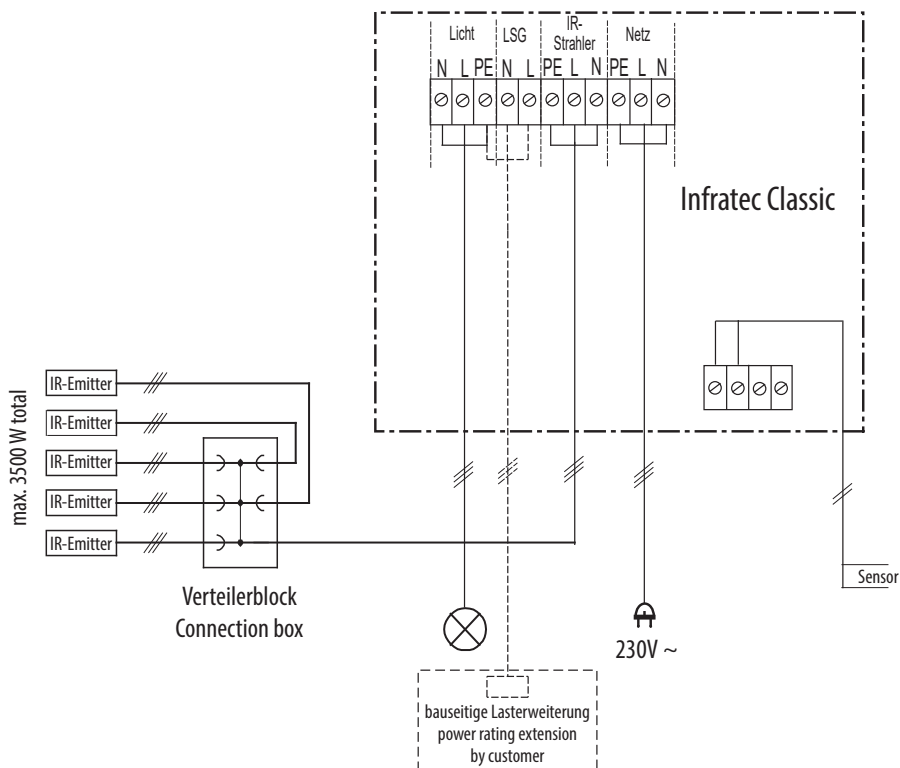 Licht LSG IR-Strahler Netz
N L PE N L PE L N PE L N
Infratec Classic
max. 3500 W total
IR-Emitter
IR-Emitter
IR-Emitter
IR-Emitter
IR-Emitter
Verteilerblock
Connection box
Sensor
230V ~
bauseitige Lasterweiterung
power rating extension
by customer